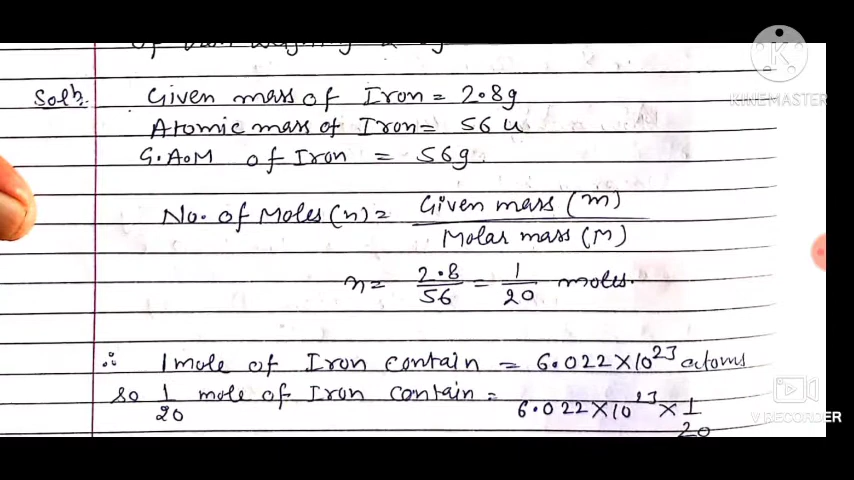 KINEMASTER
Soln. Given mass of Iron = 2.8g
Atomic mass of Iron = 56 u
G.A.M of Iron = 56g.
No. of Moles (n) = Given mass (m) / Molar mass (M)
n = 2.8/56 = 1/20 moles.
∴ 1 mole of Iron contain = 6.022 × 10²³ atoms
so 1/20 mole of Iron contain = 6.022 × 10²³ × 1/20
V RECORDER